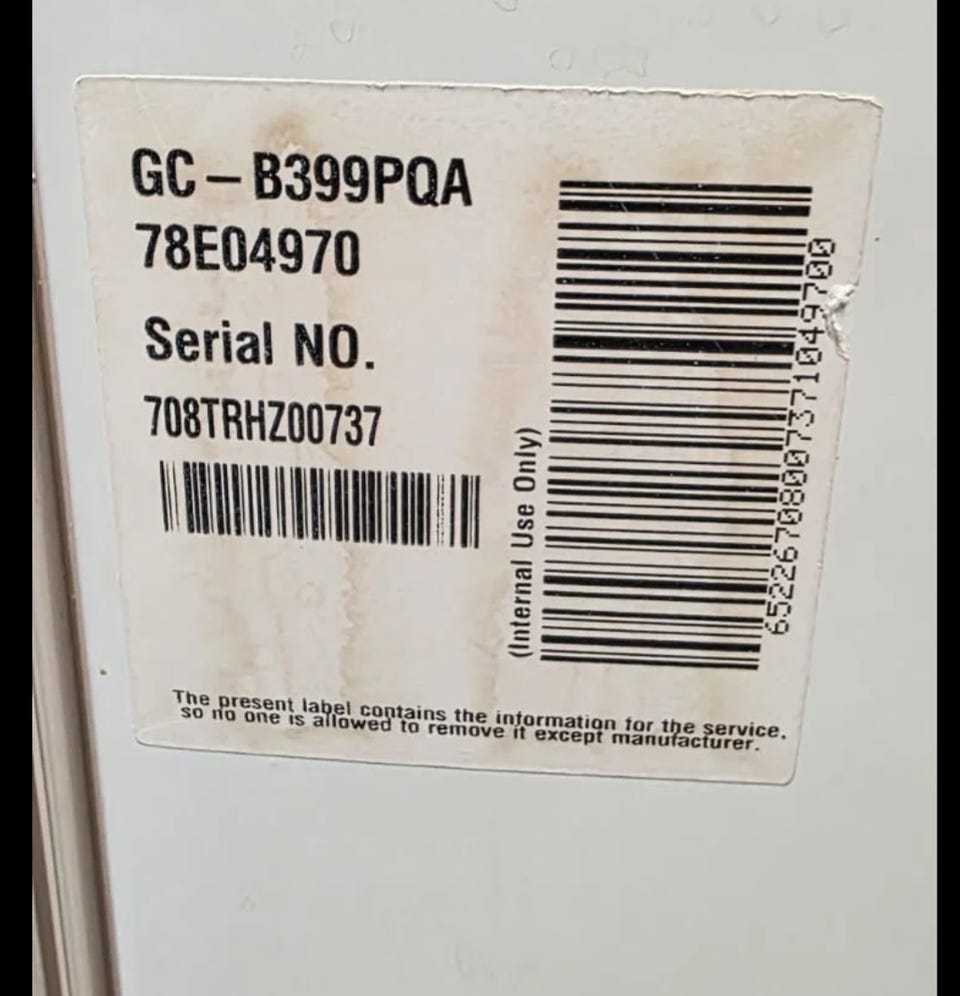 GC – B399PQA
78E04970
Serial NO.
708TRHZ00737
(Internal Use Only)
65226708007371049700
The present label contains the information for the service,
so no one is allowed to remove it except manufacturer.